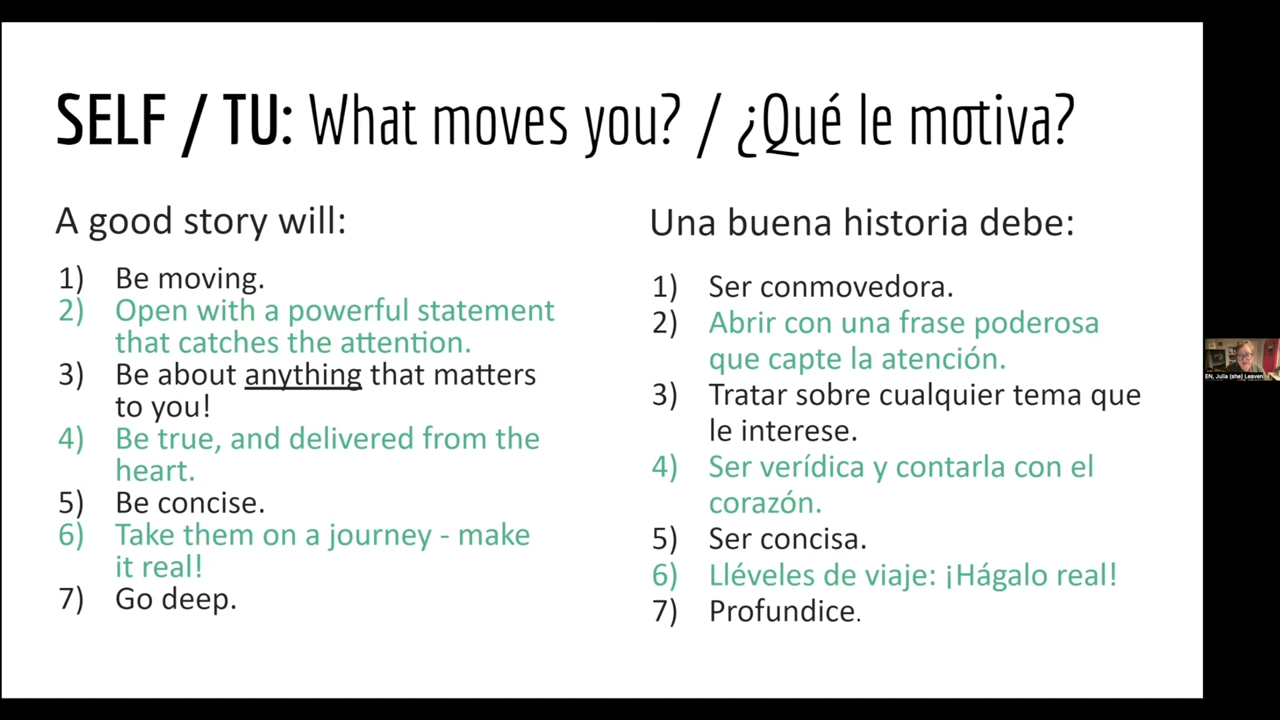 SELF / TU: What moves you? / ¿Qué le motiva?
A good story will:
1) Be moving.
2) Open with a powerful statement
that catches the attention.
3) Be about anything that matters
to you!
4) Be true, and delivered from the
heart.
5) Be concise.
6) Take them on a journey - make
it real!
7) Go deep.
Una buena historia debe:
1) Ser conmovedora.
2) Abrir con una frase poderosa
que capte la atención.
3) Tratar sobre cualquier tema que
le interese.
4) Ser verídica y contarla con el
corazón.
5) Ser concisa.
6) Lléveles de viaje: ¡Hágalo real!
7) Profundice.
EN, Julia (she) Leaven